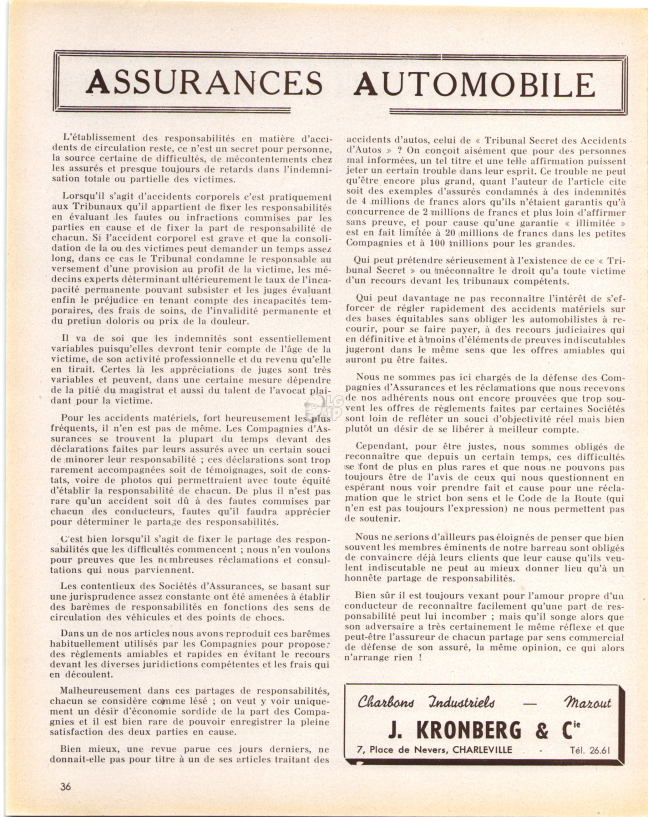 ASSURANCES AUTOMOBILE
L'établissement des responsabilités en matière d'acci-
dents de circulation reste, ce n'est un secret pour personne,
la source certaine de difficultés, de mécontentements chez
les assurés et presque toujours de retards dans l'indemni-
sation totale ou partielle des victimes.
Lorsqu'il s'agit d'accidents corporels c'est pratiquement
aux Tribunaux qu'il appartient de fixer les responsabilités
en évaluant les fautes ou infractions commises par les
parties en cause et de fixer la part de responsabilité de
chacun. Si l'accident corporel est grave et que la consoli-
dation de la ou des victimes peut demander un temps assez
long, dans ce cas le Tribunal condamne le responsable au
versement d'une provision au profit de la victime, les mé-
decins experts déterminant ultérieurement le taux de l'inca-
pacité permanente pouvant subsister et les juges évaluant
enfin le préjudice en tenant compte des incapacités tem-
poraires, des frais de soins, de l'invalidité permanente et
du pretiun doloris ou prix de la douleur.
Il va de soi que les indemnités sont essentiellement
variables puisqu'elles devront tenir compte de l'âge de la
victime, de son activité professionnelle et du revenu qu'elle
en tirait. Certes là les appréciations de juges sont très
variables et peuvent, dans une certaine mesure dépendre
de la pitié du magistrat et aussi du talent de l'avocat plai-
dant pour la victime.
Pour les accidents matériels, fort heureusement les plus
fréquents, il n'en est pas de même. Les Compagnies d'As-
surances se trouvent la plupart du temps devant des
déclarations faites par leurs assurés avec un certain souci
de minorer leur responsabilité ; ces déclarations sont trop
rarement accompagnées soit de témoignages, soit de cons-
tats, voire de photos qui permettraient avec toute équité
d'établir la responsabilité de chacun. De plus il n'est pas
rare qu'un accident soit dû à des fautes commises par
chacun des conducteurs, fautes qu'il faudra apprécier
pour déterminer le partage des responsabilités.
C'est bien lorsqu'il s'agit de fixer le partage des respon-
sabilités que les difficultés commencent ; nous n'en voulons
pour preuves que les nombreuses réclamations et consul-
tations qui nous parviennent.
Les contentieux des Sociétés d'Assurances, se basant sur
une jurisprudence assez constante ont été amenées à établir
des barèmes de responsabilités en fonctions des sens de
circulation des véhicules et des points de chocs.
Dans un de nos articles nous avons reproduit ces barêmes
habituellement utilisés par les Compagnies pour proposer
des règlements amiables et rapides en évitant le recours
devant les diverses juridictions compétentes et les frais qui
en découlent.
Malheureusement dans ces partages de responsabilités,
chacun se considère comme lésé ; on veut y voir unique-
ment un désir d'économie sordide de la part des Compa-
gnies et il est bien rare de pouvoir enregistrer la pleine
satisfaction des deux parties en cause.
Bien mieux, une revue parue ces jours derniers, ne
donnait-elle pas pour titre à un de ses articles traitant des
accidents d'autos, celui de « Tribunal Secret des Accidents
d'Autos » ? On conçoit aisément que pour des personnes
mal informées, un tel titre et une telle affirmation puissent
jeter un certain trouble dans leur esprit. Ce trouble ne peut
qu'être encore plus grand, quant l'auteur de l'article cite
soit des exemples d'assurés condamnés à des indemnités
de 4 millions de francs alors qu'ils n'étaient garantis qu'à
concurrence de 2 millions de francs et plus loin d'affirmer
sans preuve, et pour cause qu'une garantie « illimitée »
est en fait limitée à 20 millions de francs dans les petites
Compagnies et à 100 millions pour les grandes.
Qui peut prétendre sérieusement à l'existence de ce « Tri-
bunal Secret » ou méconnaître le droit qu'a toute victime
d'un recours devant les tribunaux compétents.
Qui peut davantage ne pas reconnaître l'intérêt de s'ef-
forcer de régler rapidement des accidents matériels sur
des bases équitables sans obliger les automobilistes à re-
courir, pour se faire payer, à des recours judiciaires qui
en définitive et à moins d'éléments de preuves indiscutables
jugeront dans le même sens que les offres amiables qui
auront pu être faites.
Nous ne sommes pas ici chargés de la défense des Com-
pagnies d'Assurances et les réclamations que nous recevons
de nos adhérents nous ont encore prouvées que trop sou-
vent les offres de règlements faites par certaines Sociétés
sont loin de refléter un souci d'objectivité réel mais bien
plutôt un désir de se libérer à meilleur compte.
Cependant, pour être justes, nous sommes obligés de
reconnaître que depuis un certain temps, ces difficultés
se font de plus en plus rares et que nous ne pouvons pas
toujours être de l'avis de ceux qui nous questionnent en
espérant nous voir prendre fait et cause pour une récla-
mation que le strict bon sens et le Code de la Route (qui
n'en est pas toujours l'expression) ne nous permettent pas
de soutenir.
Nous ne serions d'ailleurs pas éloignés de penser que bien
souvent les membres éminents de notre barreau sont obligés
de convaincre déjà leurs clients que leur cause qu'ils veu-
lent indiscutable ne peut au mieux donner lieu qu'à un
honnête partage de responsabilités.
Bien sûr il est toujours vexant pour l'amour propre d'un
conducteur de reconnaître facilement qu'une part de res-
ponsabilité peut lui incomber ; mais qu'il songe alors que
son adversaire a très certainement le même réflexe et que
peut-être l'assureur de chacun partage par sens commercial
de défense de son assuré, la même opinion, ce qui alors
n'arrange rien !
Charbons Industriels — Mazout
J. KRONBERG & Cie
7, Place de Nevers, CHARLEVILLE - Tél. 26.61
36